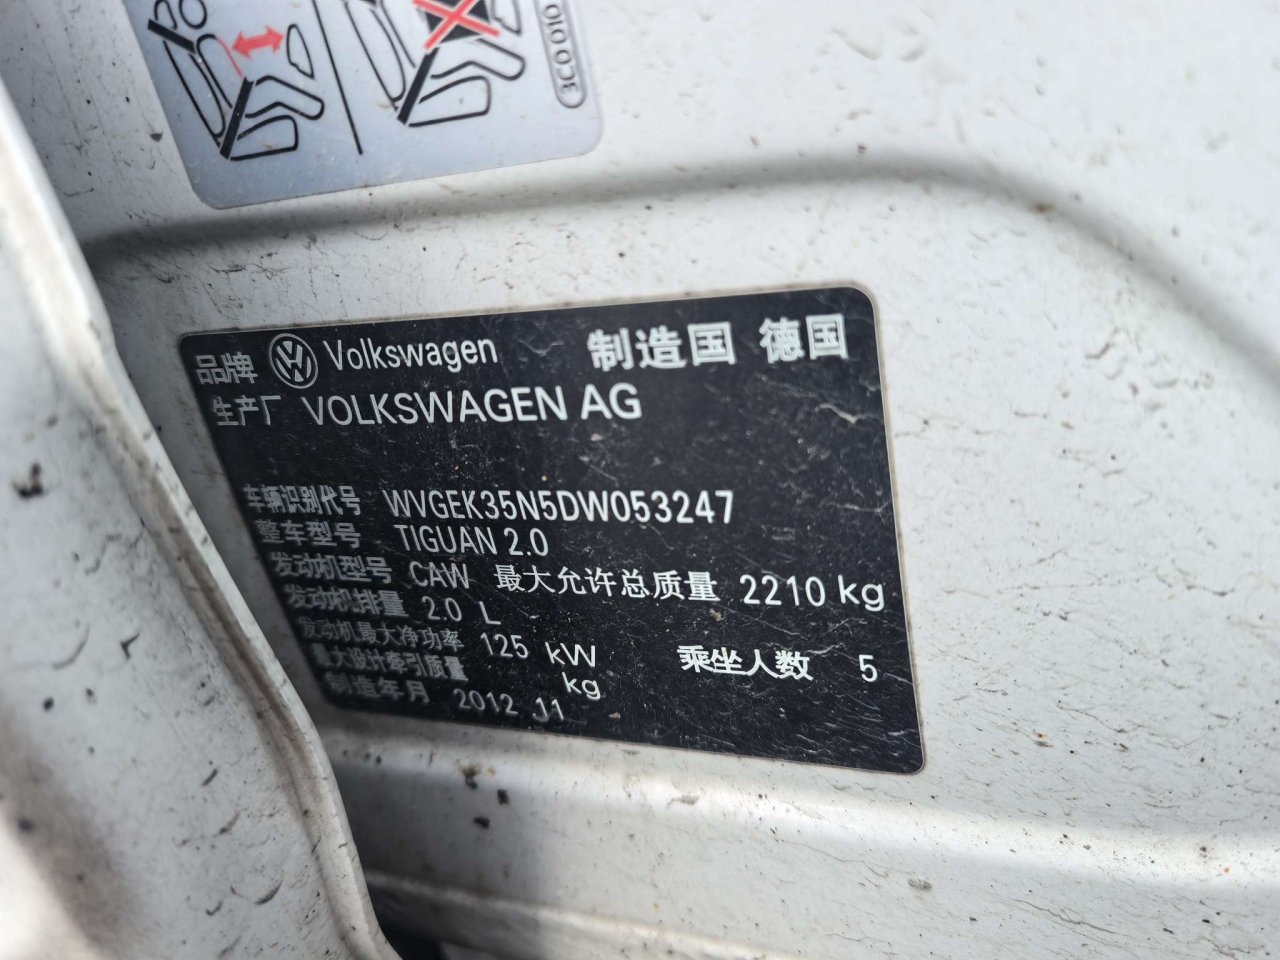 3C0 010
品牌 Volkswagen 制造国 德国
生产厂 VOLKSWAGEN AG
车辆识别代号 WVGEK35N5DW053247
整车型号 TIGUAN 2.0
发动机型号 CAW 最大允许总质量 2210 kg
发动机排量 2.0 L
发动机最大净功率 125 kW 乘坐人数 5
最大设计牵引质量 kg
制造年月 2012 J1